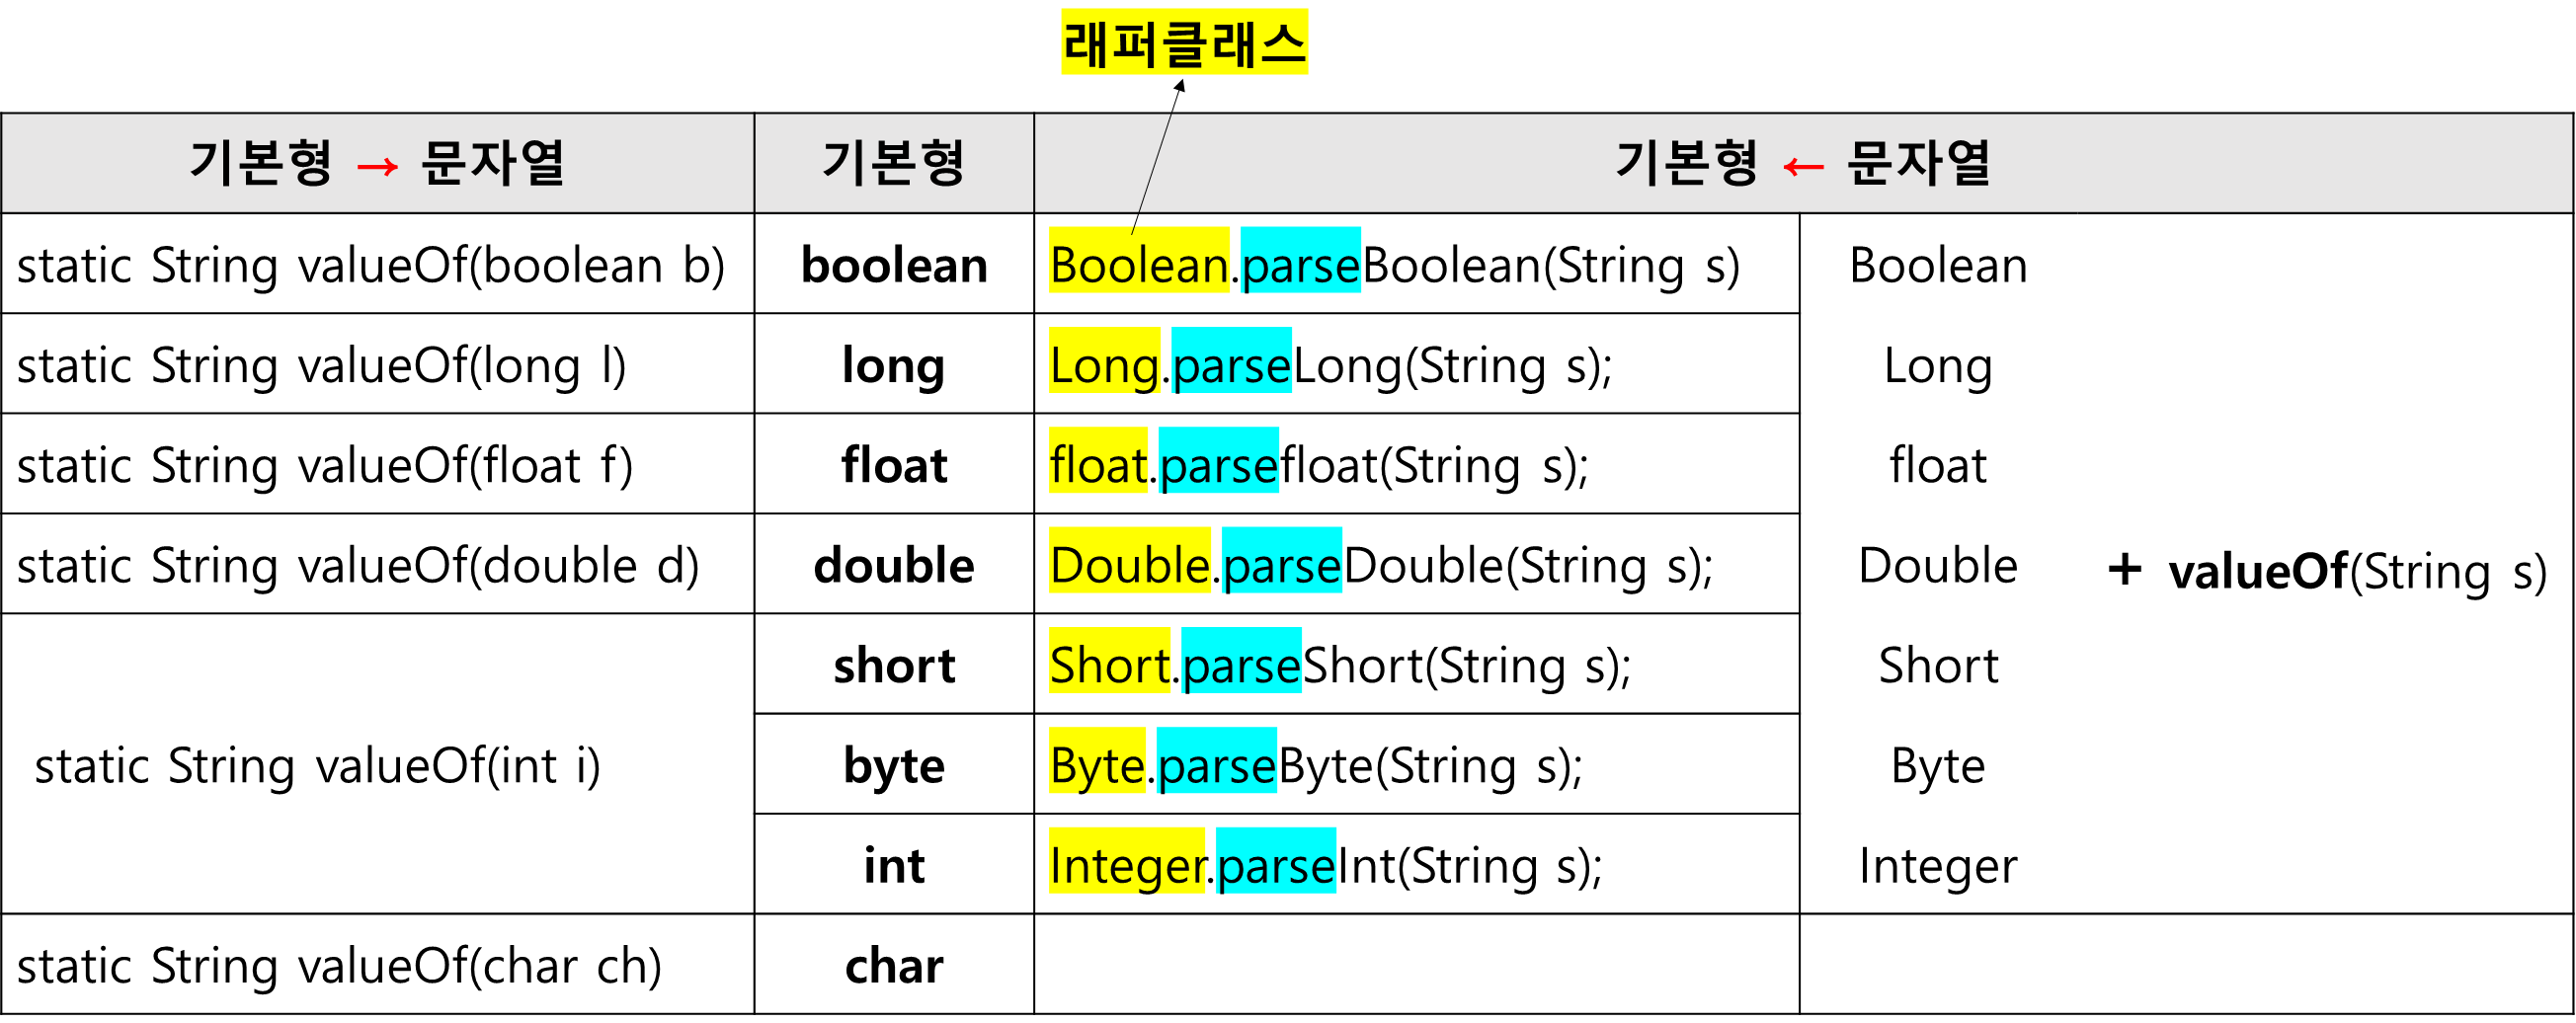 래퍼클래스
기본형 → 문자열 기본형 기본형 ← 문자열
static String valueOf(boolean b) boolean Boolean.parseBoolean(String s) Boolean
static String valueOf(long l) long Long.parseLong(String s); Long
static String valueOf(float f) float float.parsefloat(String s); float
static String valueOf(double d) double Double.parseDouble(String s); Double + valueOf(String s)
short Short.parseShort(String s); Short
static String valueOf(int i) byte Byte.parseByte(String s); Byte
int Integer.parseInt(String s); Integer
static String valueOf(char ch) char